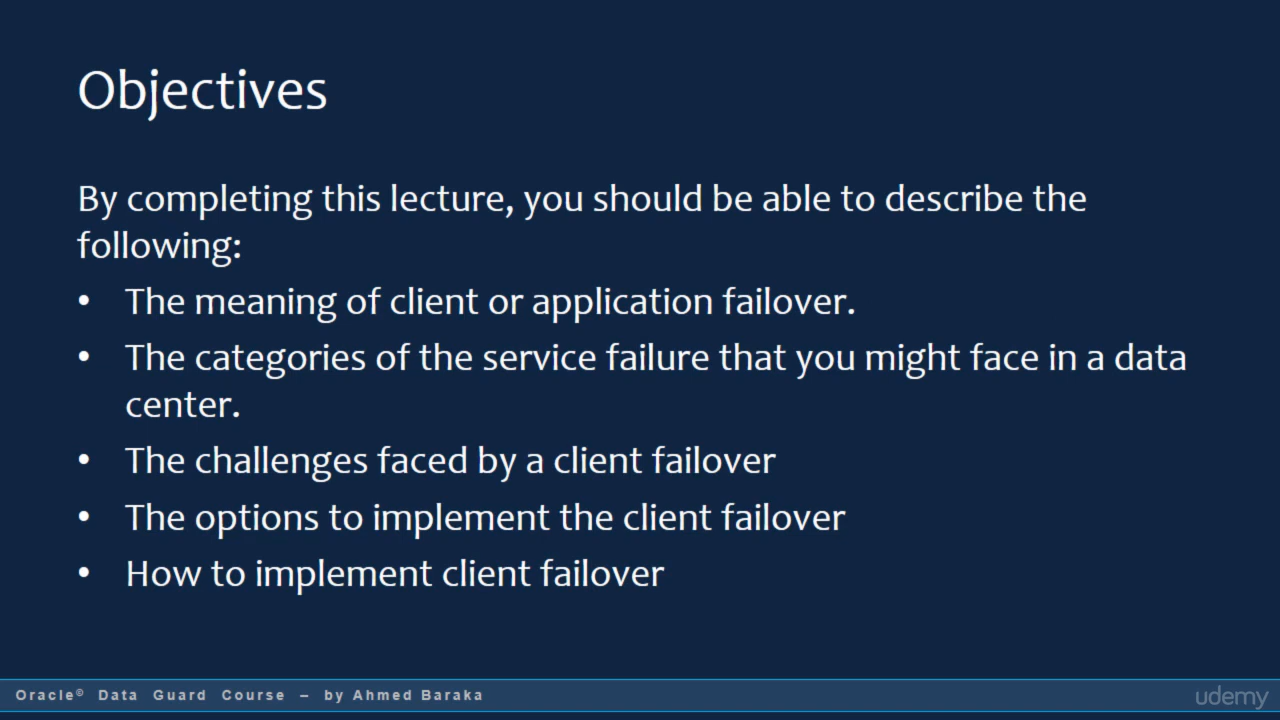 Objectives
By completing this lecture, you should be able to describe the
following:
• The meaning of client or application failover.
• The categories of the service failure that you might face in a data
center.
• The challenges faced by a client failover
• The options to implement the client failover
• How to implement client failover
Oracle© Data Guard Course – by Ahmed Baraka
udemy